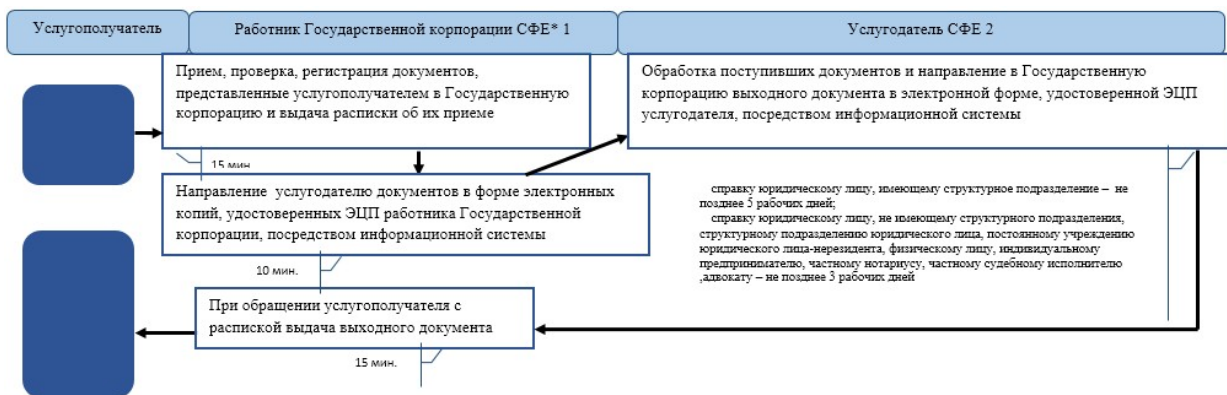 Услугополучатель
Работник Государственной корпорации СФЕ* 1
Услугодатель СФЕ 2
Прием, проверка, регистрация документов,
представленные услугополучателем в Государственную
корпорацию и выдача расписки об их приеме
15 мин
Обработка поступивших документов и направление в Государственную
корпорацию выходного документа в электронной форме, удостоверенной ЭЦП
услугодателя, посредством информационной системы
Направление услугодателю документов в форме электронных
копий, удостоверенных ЭЦП работника Государственной
корпорации, посредством информационной системы
10 мин.
справку юридическому лицу, имеющему структурное подразделение – не
позднее 5 рабочих дней;
справку юридическому лицу, не имеющему структурного подразделения,
структурному подразделению юридического лица, постоянному учреждению
юридического лица-нерезидента, физическому лицу, индивидуальному
предпринимателю, частному нотариусу, частному судебному исполнителю
,адвокату – не позднее 3 рабочих дней
При обращении услугополучателя с
распиской выдача выходного документа
15 мин.